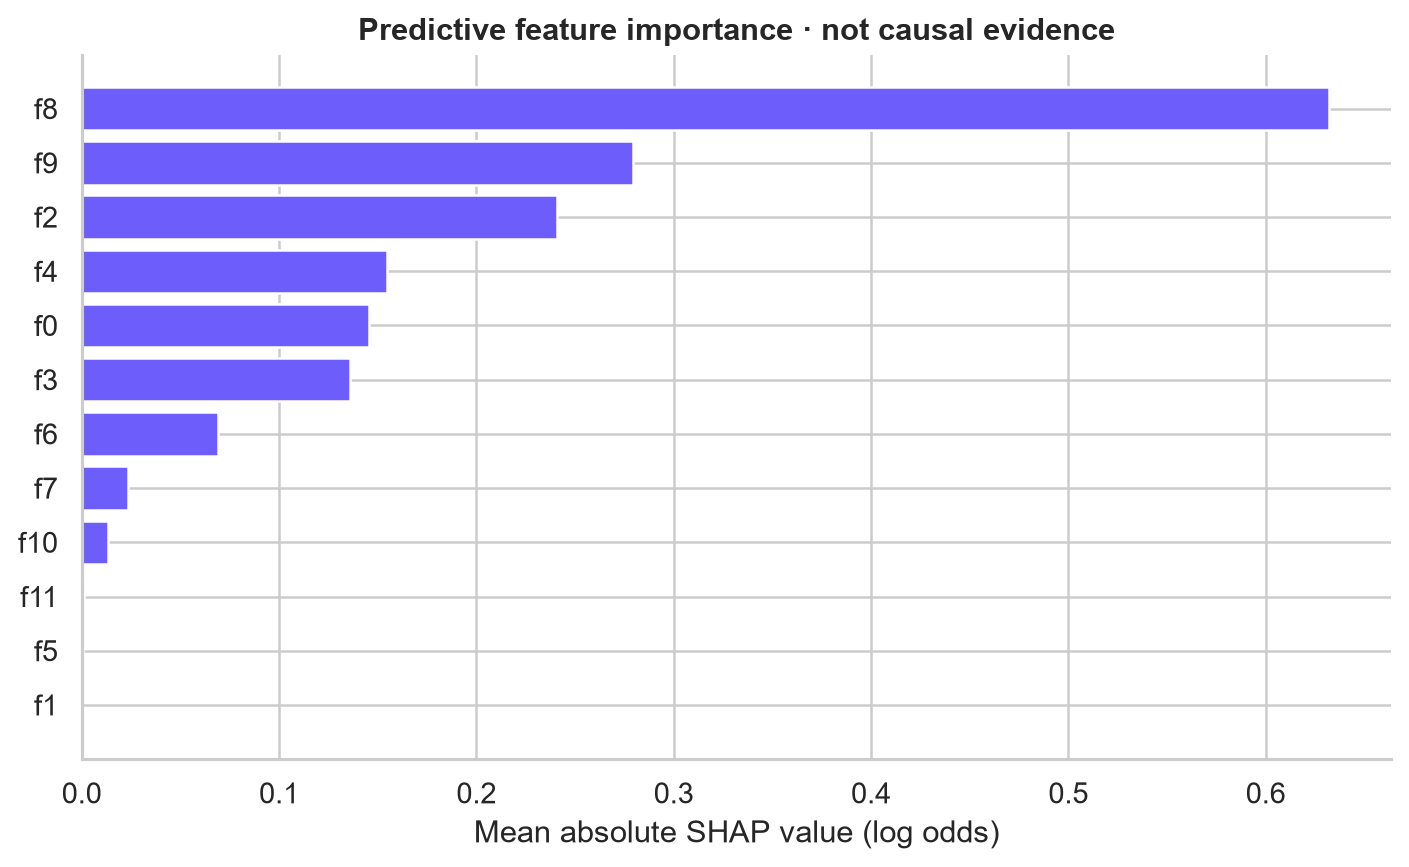 Predictive feature importance · not causal evidence
f8
f9
f2
f4
f0
f3
f6
f7
f10
f11
f5
f1
0.0 0.1 0.2 0.3 0.4 0.5 0.6
Mean absolute SHAP value (log odds)